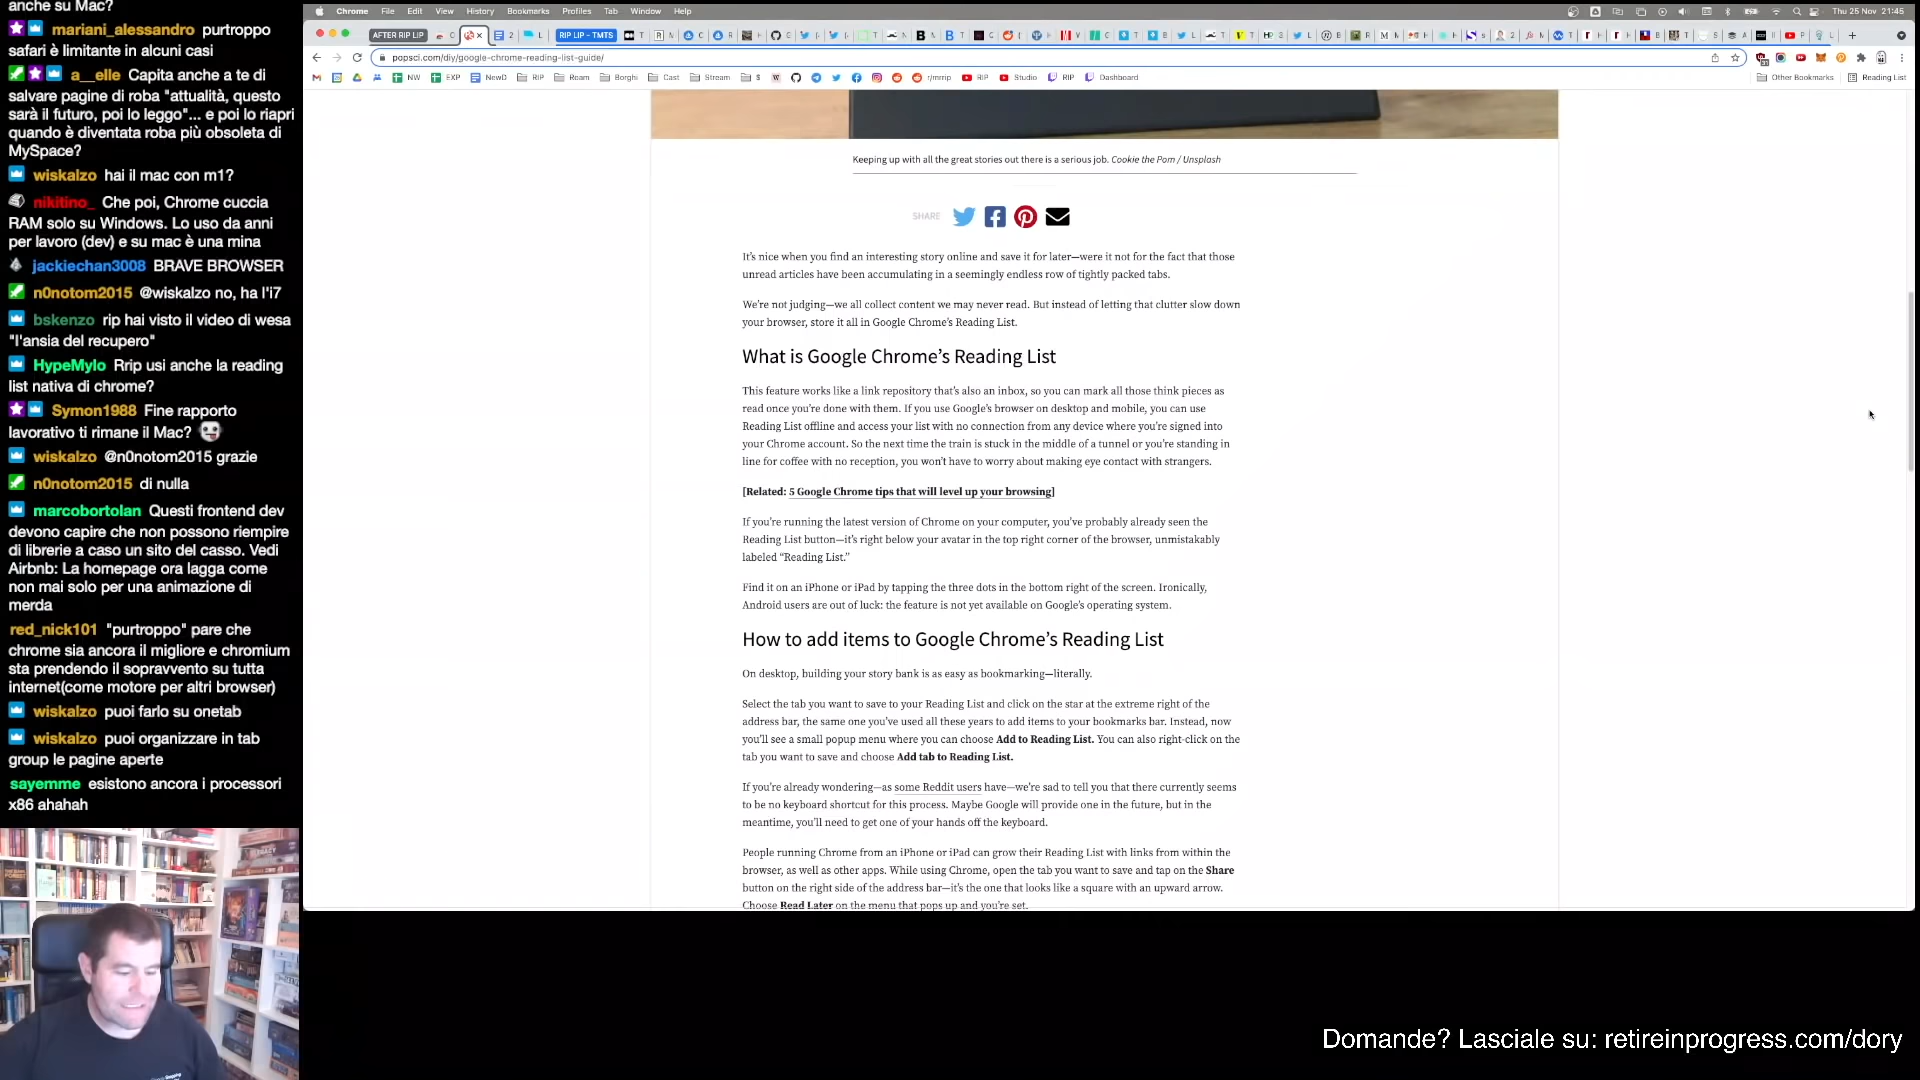 anche su Mac?
mariani_alessandro purtroppo
safari è limitante in alcuni casi
a__elle Capita anche a te di
salvare pagine di roba "attualità, questo
sarà il futuro, poi lo leggo"... e poi lo riapri
quando è diventata roba più obsoleta di
MySpace?
wiskalzo hai il mac con m1?
nikitino_ Che poi, Chrome cuccia
RAM solo su Windows. Lo uso da anni
per lavoro (dev) e su mac è una mina
jackiechan3008 BRAVE BROWSER
n0notom2015 @wiskalzo no, ha l'i7
bskenzo rip hai visto il video di wesa
"l'ansia del recupero"
HypeMylo Rrip usi anche la reading
list nativa di chrome?
Symon1988 Fine rapporto
lavorativo ti rimane il Mac?
wiskalzo @n0notom2015 grazie
n0notom2015 di nulla
marcobortolan Questi frontend dev
devono capire che non possono riempire
di librerie a caso un sito del casso. Vedi
Airbnb: La homepage ora lagga come
non mai solo per una animazione di
merda
red_nick101 "purtroppo" pare che
chrome sia ancora il migliore e chromium
sta prendendo il sopravvento su tutta
internet(come motore per altri browser)
wiskalzo puoi farlo su onetab
wiskalzo puoi organizzare in tab
group le pagine aperte
sayemme esistono ancora i processori
x86 ahahah
Chrome File Edit View History Bookmarks Profiles Tab Window Help
Thu 25 Nov 21:45
AFTER RIP LIP
RIP LIP - TMTS
popsci.com/diy/google-chrome-reading-list-guide/
NW EXP NewD RIP Ream Borghi Cast Stream $ r/mrrip RIP Studio RIP Dashboard
Other Bookmarks Reading List
Keeping up with all the great stories out there is a serious job. Cookie the Pom / Unsplash
SHARE
It's nice when you find an interesting story online and save it for later—were it not for the fact that those
unread articles have been accumulating in a seemingly endless row of tightly packed tabs.
We're not judging—we all collect content we may never read. But instead of letting that clutter slow down
your browser, store it all in Google Chrome's Reading List.
What is Google Chrome's Reading List
This feature works like a link repository that's also an inbox, so you can mark all those think pieces as
read once you're done with them. If you use Google's browser on desktop and mobile, you can use
Reading List offline and access your list with no connection from any device where you're signed into
your Chrome account. So the next time the train is stuck in the middle of a tunnel or you're standing in
line for coffee with no reception, you won't have to worry about making eye contact with strangers.
[Related: 5 Google Chrome tips that will level up your browsing]
If you're running the latest version of Chrome on your computer, you've probably already seen the
Reading List button—it's right below your avatar in the top right corner of the browser, unmistakably
labeled “Reading List.”
Find it on an iPhone or iPad by tapping the three dots in the bottom right of the screen. Ironically,
Android users are out of luck: the feature is not yet available on Google's operating system.
How to add items to Google Chrome's Reading List
On desktop, building your story bank is as easy as bookmarking—literally.
Select the tab you want to save to your Reading List and click on the star at the extreme right of the
address bar, the same one you've used all these years to add items to your bookmarks bar. Instead, now
you'll see a small popup menu where you can choose Add to Reading List. You can also right-click on the
tab you want to save and choose Add tab to Reading List.
If you're already wondering—as some Reddit users have—we're sad to tell you that there currently seems
to be no keyboard shortcut for this process. Maybe Google will provide one in the future, but in the
meantime, you'll need to get one of your hands off the keyboard.
People running Chrome from an iPhone or iPad can grow their Reading List with links from within the
browser, as well as other apps. While using Chrome, open the tab you want to save and tap on the Share
button on the right side of the address bar—it's the one that looks like a square with an upward arrow.
Choose Read Later on the menu that pops up and you're set.
Domande? Lasciale su: retireinprogress.com/dory